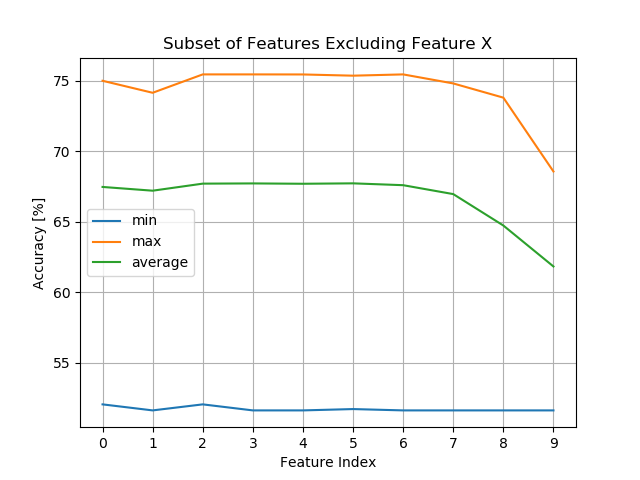 Subset of Features Excluding Feature X
Accuracy [%]
75
70
65
60
55
min
max
average
0 1 2 3 4 5 6 7 8 9
Feature Index